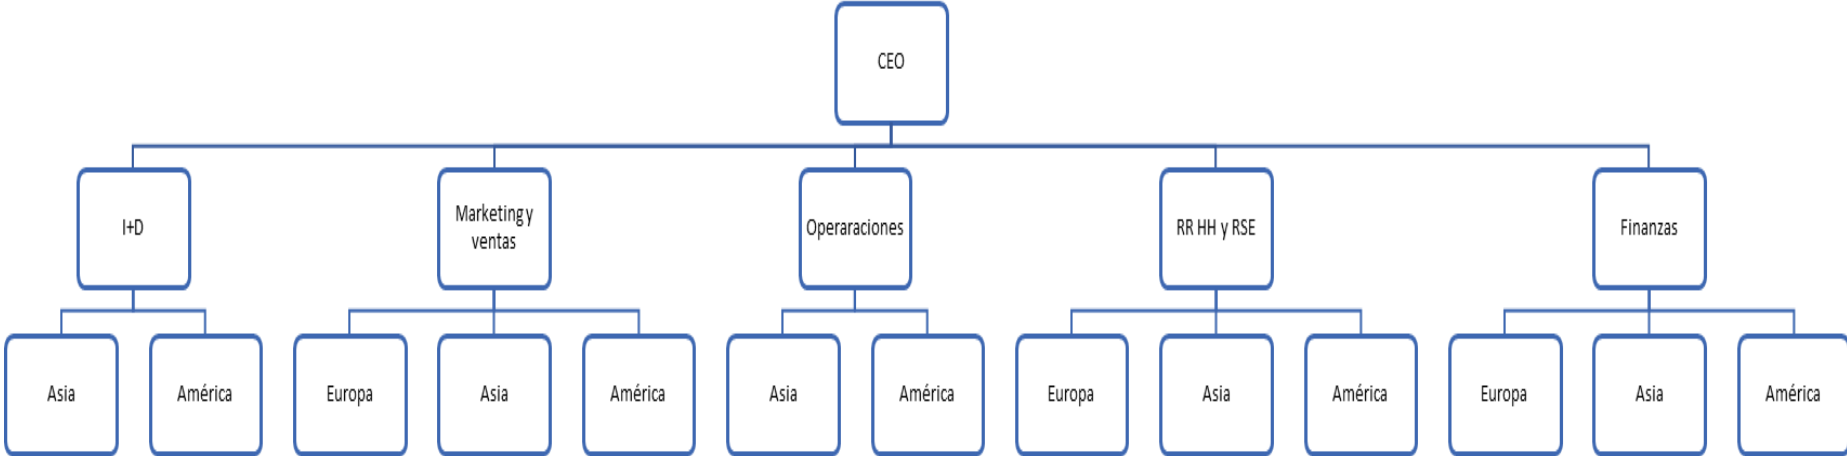 CEO
I+D
Marketing y
ventas
Operaraciones
RR HH y RSE
Finanzas
Asia
América
Europa
Asia
América
Asia
América
Europa
Asia
América
Europa
Asia
América